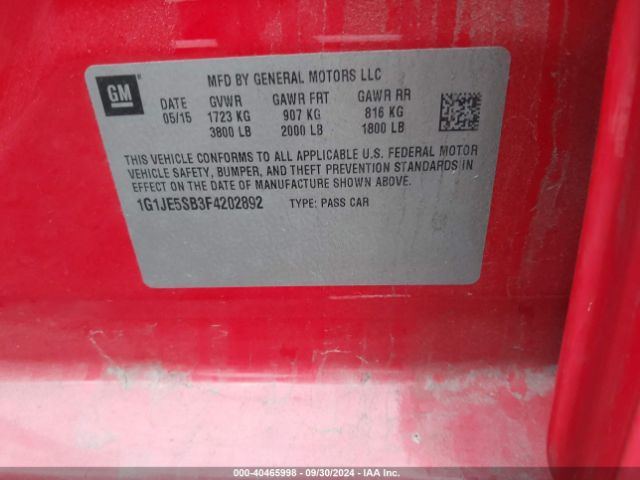 GM
MFD BY GENERAL MOTORS LLC
DATE GVWR GAWR FRT GAWR RR
05/15 1723 KG 907 KG 816 KG
3800 LB 2000 LB 1800 LB
THIS VEHICLE CONFORMS TO ALL APPLICABLE U.S. FEDERAL MOTOR
VEHICLE SAFETY, BUMPER, AND THEFT PREVENTION STANDARDS IN
EFFECT ON THE DATE OF MANUFACTURE SHOWN ABOVE.
1G1JE5SB3F4202892 TYPE: PASS CAR
000-40465998 - 09/30/2024 - IAA Inc.